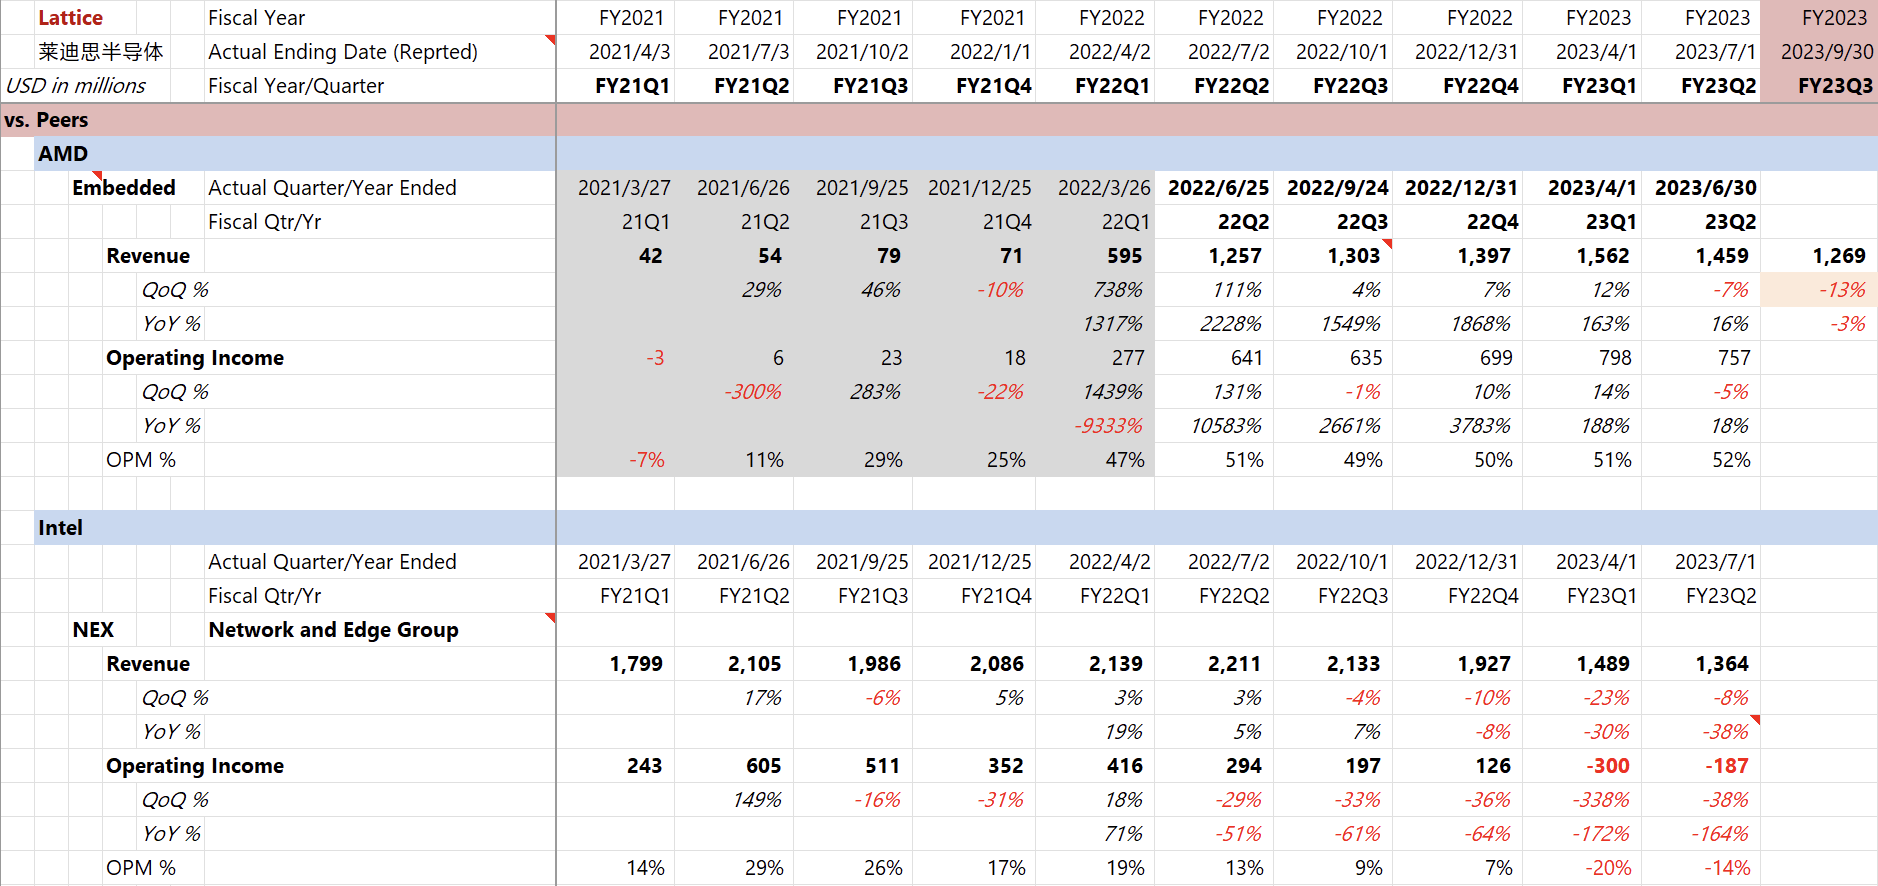 Lattice Fiscal Year FY2021 FY2021 FY2021 FY2021 FY2022 FY2022 FY2022 FY2022 FY2023 FY2023 FY2023
莱迪思半导体 Actual Ending Date (Reprted) 2021/4/3 2021/7/3 2021/10/2 2022/1/1 2022/4/2 2022/7/2 2022/10/1 2022/12/31 2023/4/1 2023/7/1 2023/9/30
USD in millions Fiscal Year/Quarter FY21Q1 FY21Q2 FY21Q3 FY21Q4 FY22Q1 FY22Q2 FY22Q3 FY22Q4 FY23Q1 FY23Q2 FY23Q3
vs. Peers
AMD
Embedded Actual Quarter/Year Ended 2021/3/27 2021/6/26 2021/9/25 2021/12/25 2022/3/26 2022/6/25 2022/9/24 2022/12/31 2023/4/1 2023/6/30
Fiscal Qtr/Yr 21Q1 21Q2 21Q3 21Q4 22Q1 22Q2 22Q3 22Q4 23Q1 23Q2
Revenue 42 54 79 71 595 1,257 1,303 1,397 1,562 1,459 1,269
QoQ % 29% 46% -10% 738% 111% 4% 7% 12% -7% -13%
YoY % 1317% 2228% 1549% 1868% 163% 16% -3%
Operating Income -3 6 23 18 277 641 635 699 798 757
QoQ % -300% 283% -22% 1439% 131% -1% 10% 14% -5%
YoY % -9333% 10583% 2661% 3783% 188% 18%
OPM % -7% 11% 29% 25% 47% 51% 49% 50% 51% 52%
Intel
Actual Quarter/Year Ended 2021/3/27 2021/6/26 2021/9/25 2021/12/25 2022/4/2 2022/7/2 2022/10/1 2022/12/31 2023/4/1 2023/7/1
Fiscal Qtr/Yr FY21Q1 FY21Q2 FY21Q3 FY21Q4 FY22Q1 FY22Q2 FY22Q3 FY22Q4 FY23Q1 FY23Q2
NEX Network and Edge Group
Revenue 1,799 2,105 1,986 2,086 2,139 2,211 2,133 1,927 1,489 1,364
QoQ % 17% -6% 5% 3% 3% -4% -10% -23% -8%
YoY % 19% 5% 7% -8% -30% -38%
Operating Income 243 605 511 352 416 294 197 126 -300 -187
QoQ % 149% -16% -31% 18% -29% -33% -36% -338% -38%
YoY % 71% -51% -61% -64% -172% -164%
OPM % 14% 29% 26% 17% 19% 13% 9% 7% -20% -14%